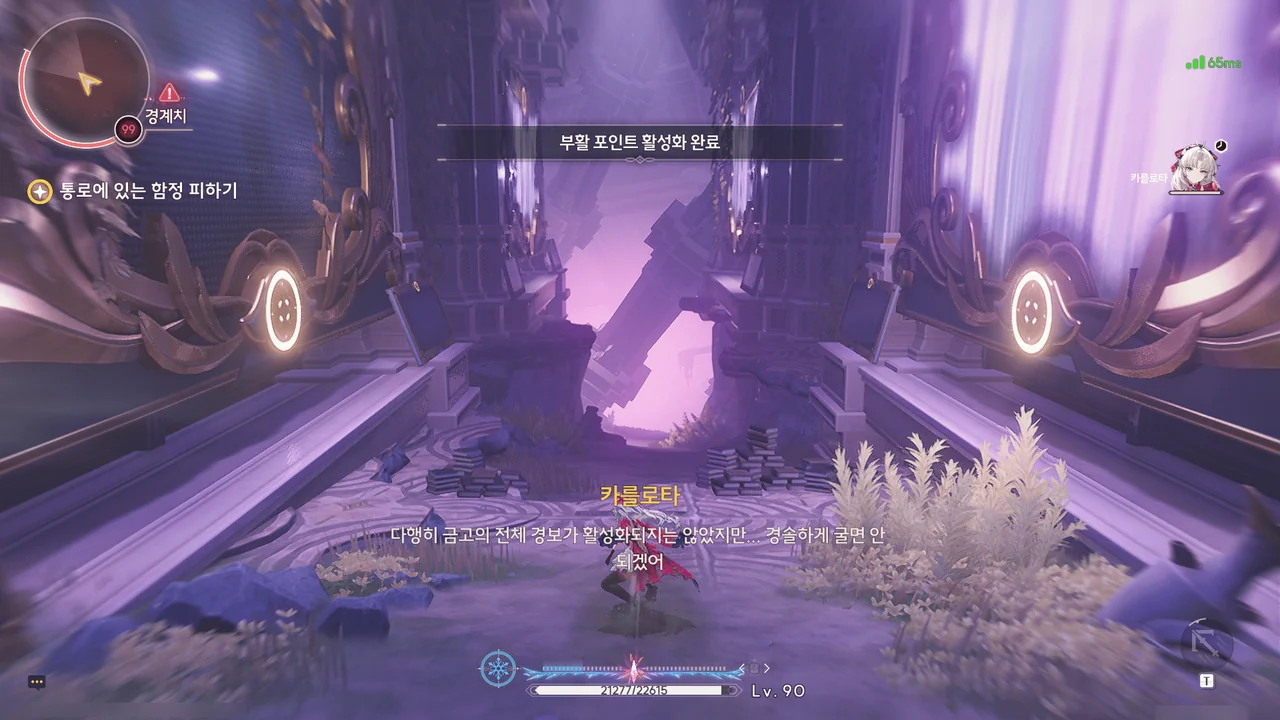 65ms
경계치
99
부활 포인트 활성화 완료
카를로타
통로에 있는 함정 피하기
카를로타
다행히 금고의 전체 경보가 활성화되지는 않았지만... 경솔하게 굴면 안
되겠어
21277/22615
Lv. 90
T